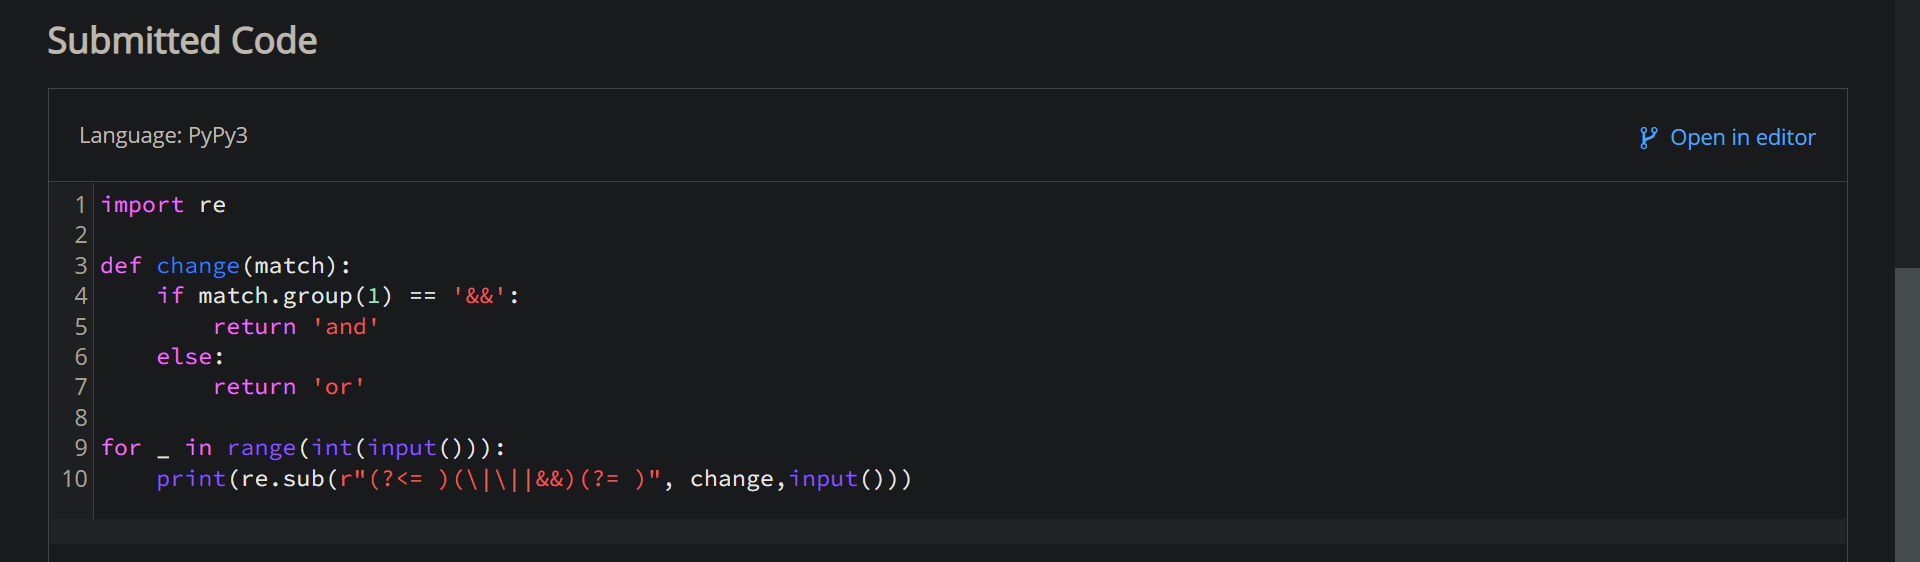 Submitted Code
Language: PyPy3
Open in editor
1 import re
2
3 def change(match):
4     if match.group(1) == '&&':
5         return 'and'
6     else:
7         return 'or'
8
9 for _ in range(int(input())):
10     print(re.sub(r"(?<= )(\|\||&&)(?= )", change,input()))